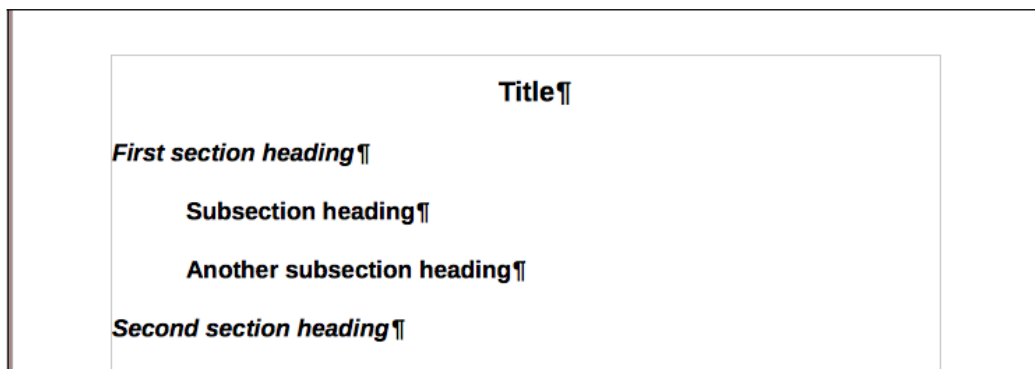 Title¶
First section heading¶
Subsection heading¶
Another subsection heading¶
Second section heading¶